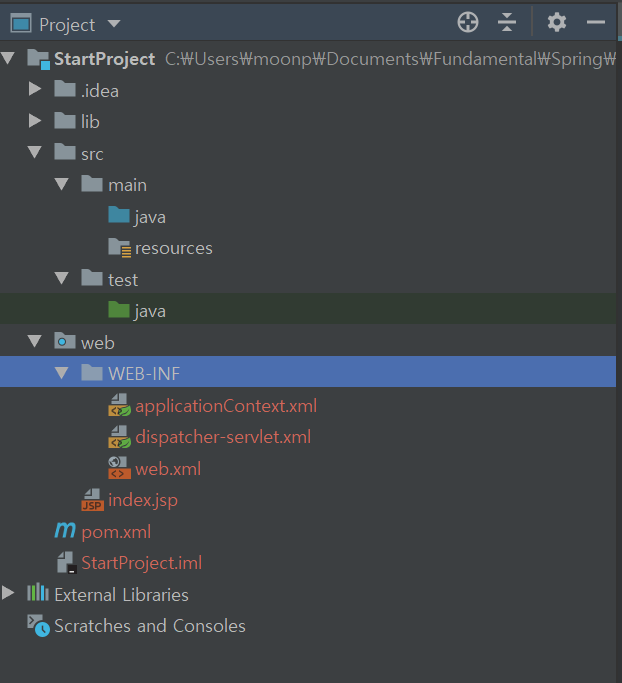 Project
StartProject C:₩Users₩moonp₩Documents₩Fundamental₩Spring₩
.idea
lib
src
main
java
resources
test
java
web
WEB-INF
applicationContext.xml
dispatcher-servlet.xml
web.xml
index.jsp
pom.xml
StartProject.iml
External Libraries
Scratches and Consoles